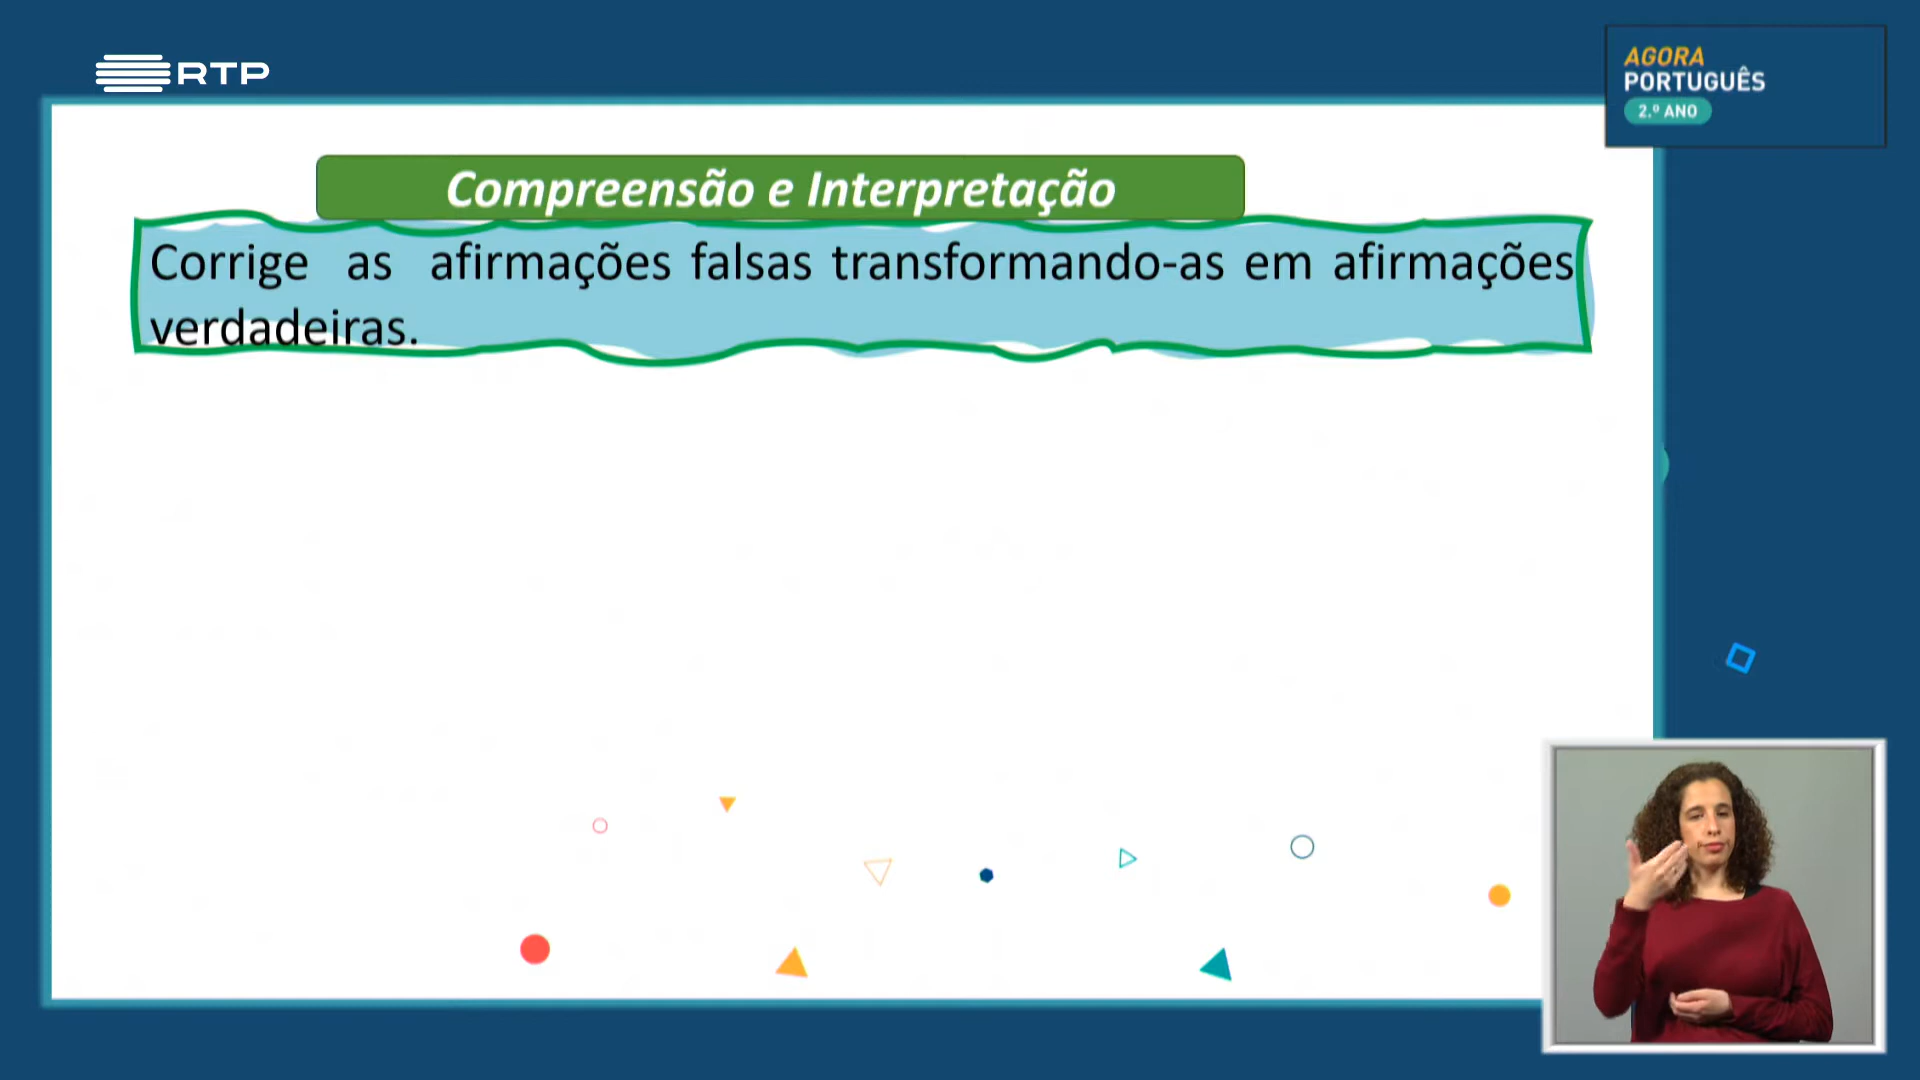 RTP
AGORA
PORTUGUÊS
2.º ANO
Compreensão e Interpretação
Corrige as afirmações falsas transformando-as em afirmações
verdadeiras.